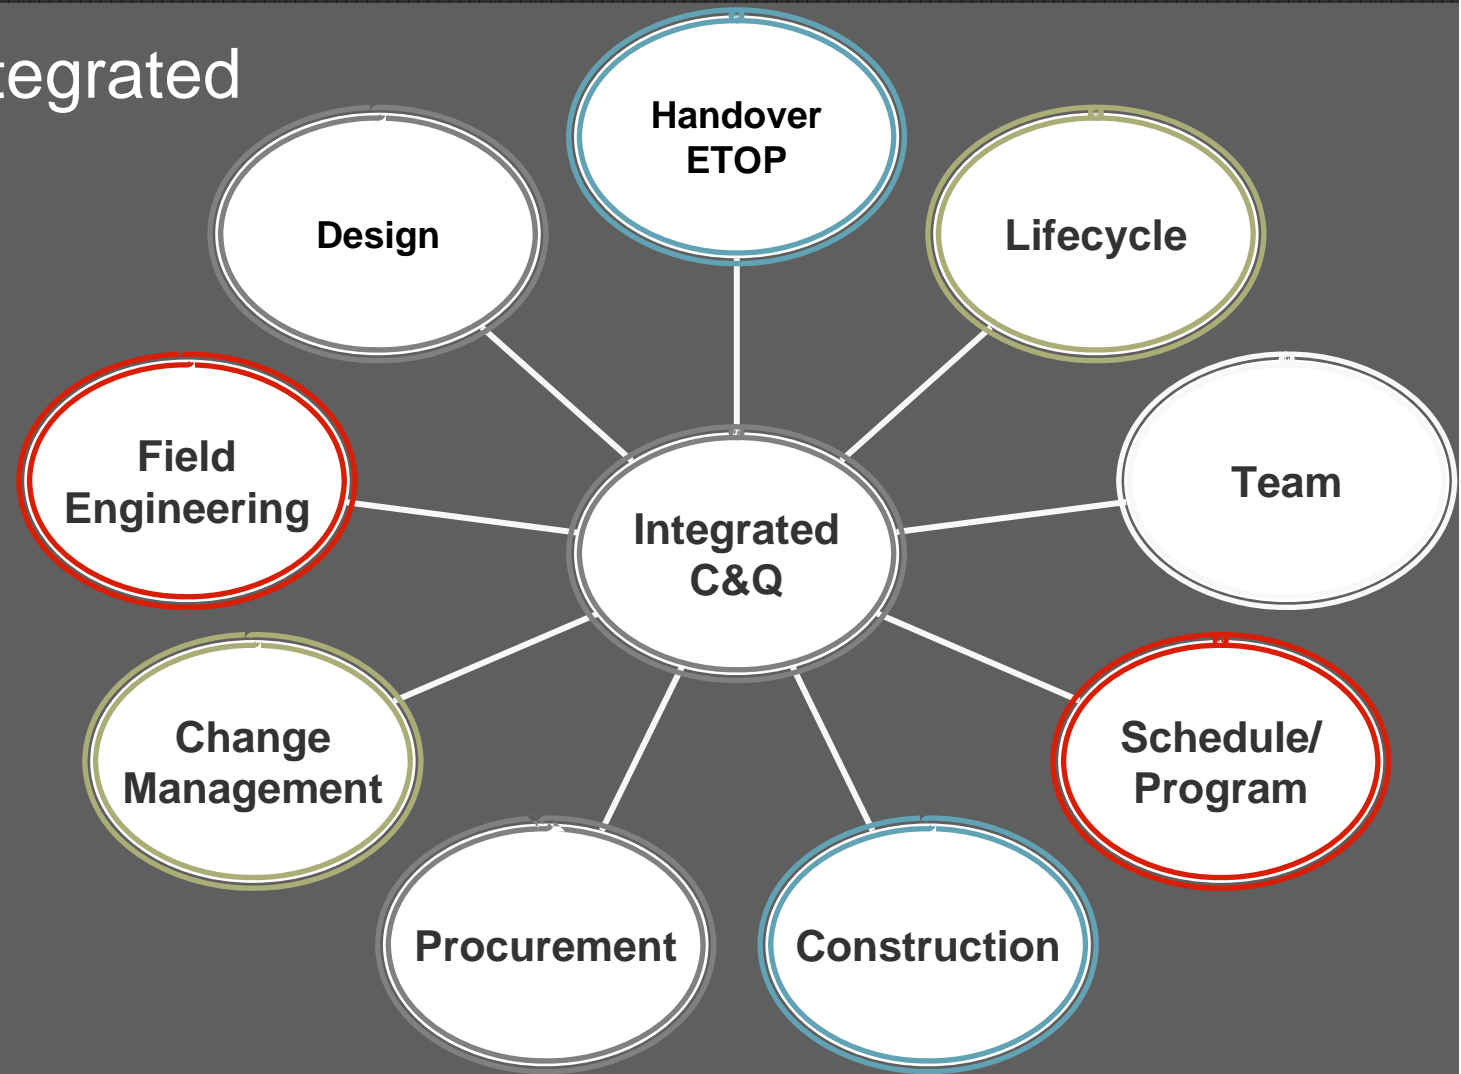 tegrated
Handover
ETOP
Design
Lifecycle
Field
Engineering
Team
Integrated
C&Q
Change
Management
Schedule/
Program
Procurement
Construction